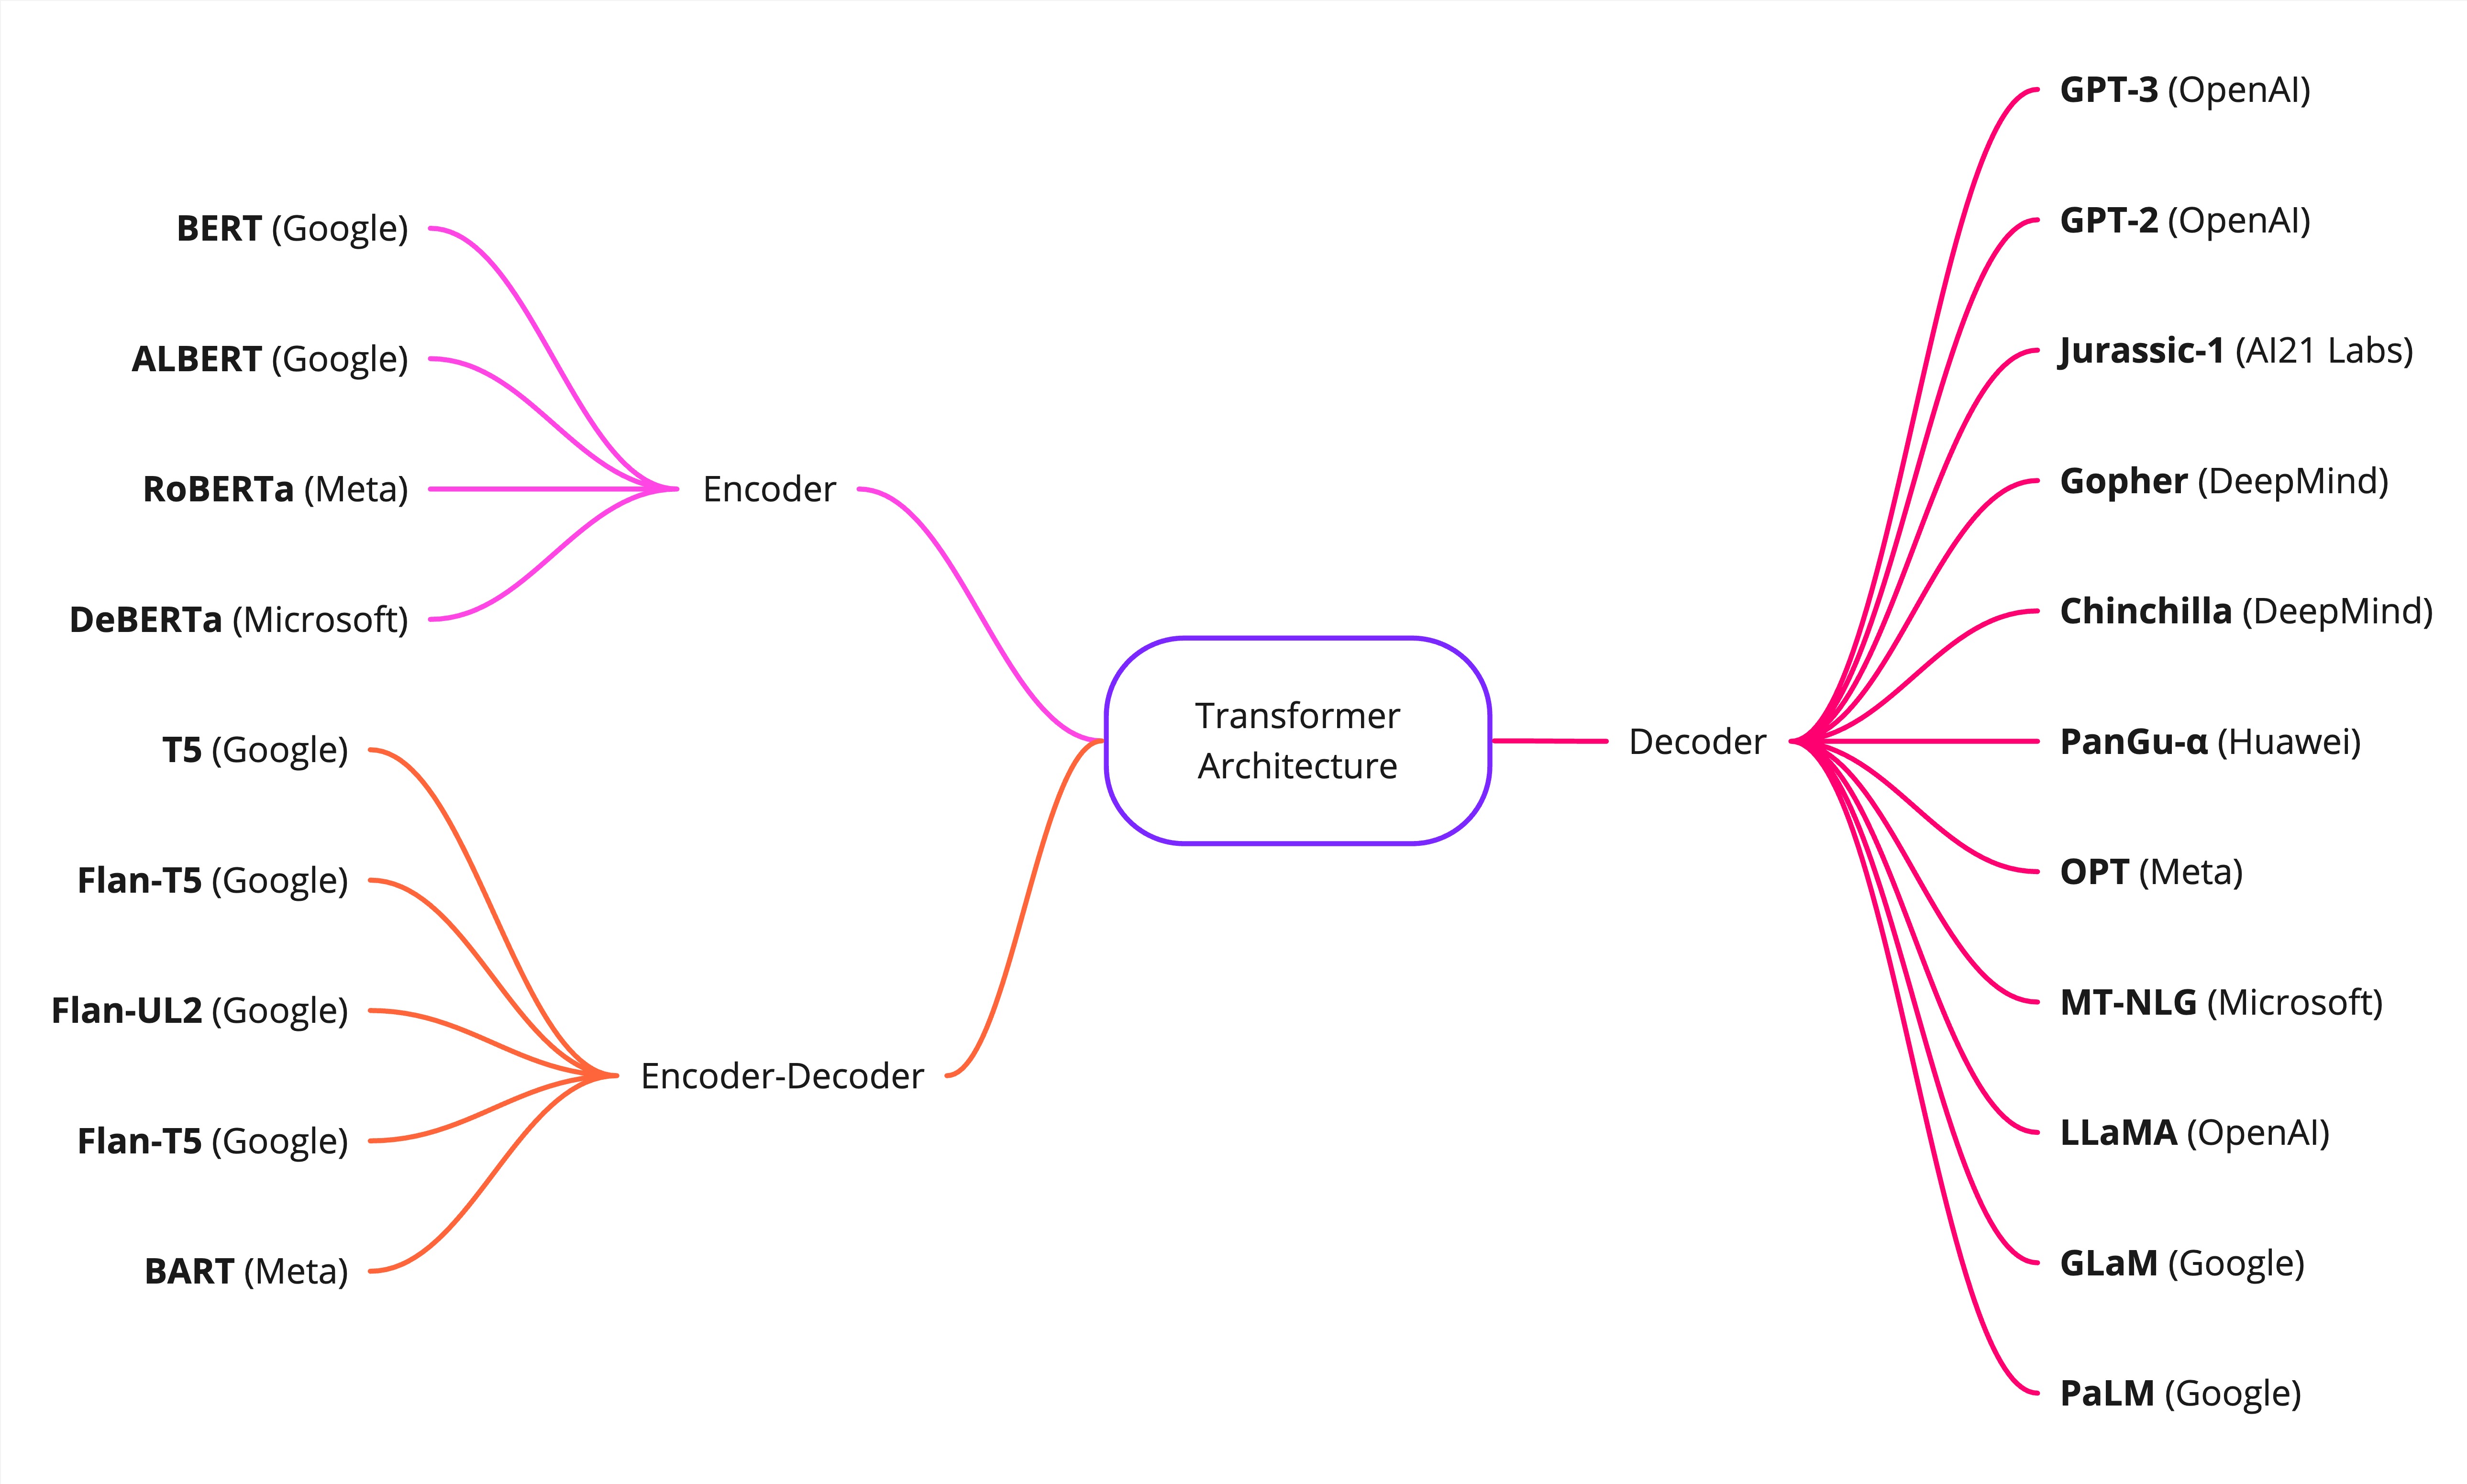 BERT (Google)
ALBERT (Google)
RoBERTa (Meta)
DeBERTa (Microsoft)
Encoder
T5 (Google)
Flan-T5 (Google)
Flan-UL2 (Google)
Flan-T5 (Google)
BART (Meta)
Encoder-Decoder
Transformer
Architecture
Decoder
GPT-3 (OpenAI)
GPT-2 (OpenAI)
Jurassic-1 (AI21 Labs)
Gopher (DeepMind)
Chinchilla (DeepMind)
PanGu-α (Huawei)
OPT (Meta)
MT-NLG (Microsoft)
LLaMA (OpenAI)
GLaM (Google)
PaLM (Google)